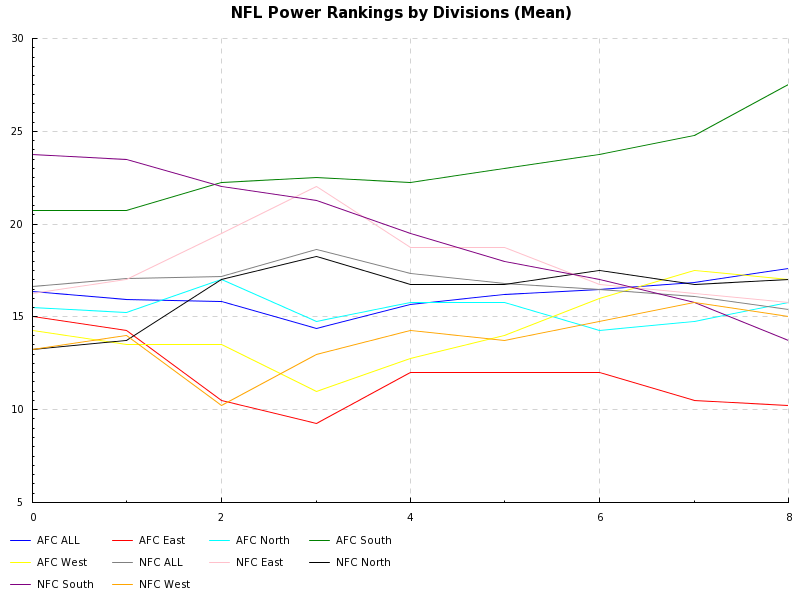 NFL Power Rankings by Divisions (Mean)
30
25
20
15
10
5
0 2 4 6 8
AFC ALL AFC East AFC North AFC South
AFC West NFC ALL NFC East NFC North
NFC South NFC West